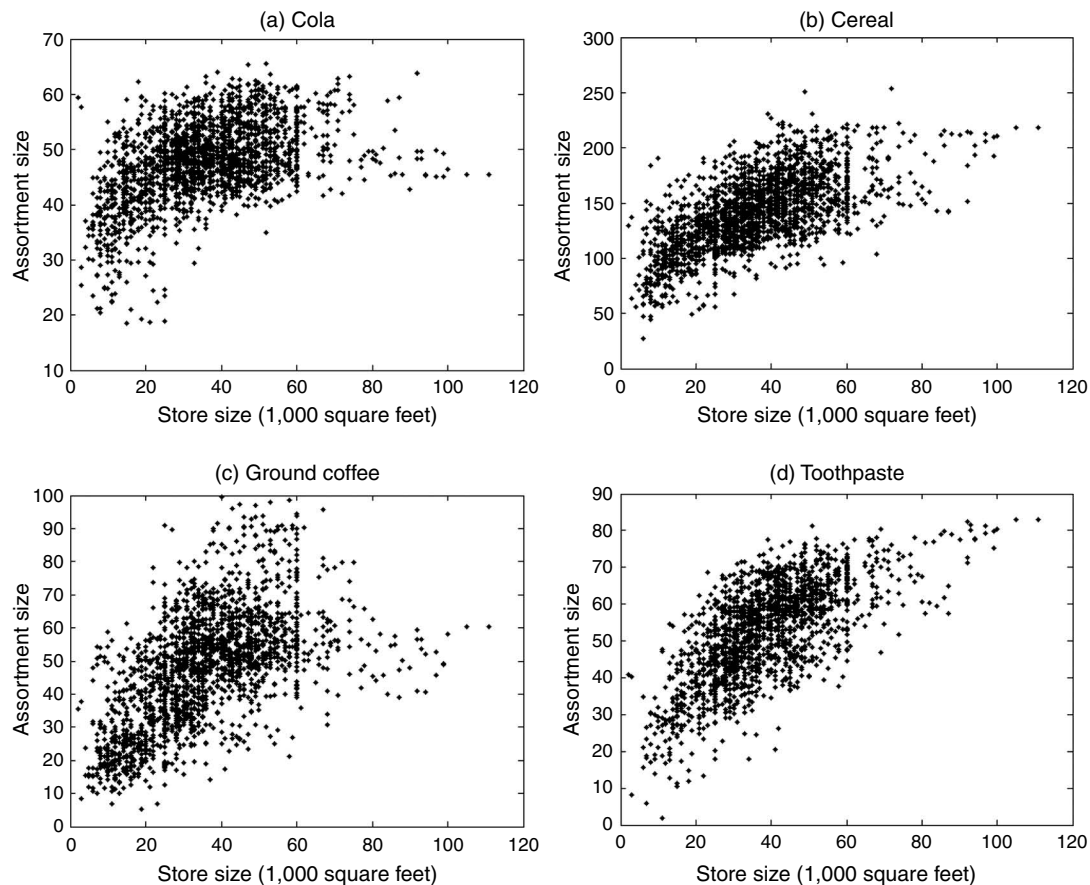 (a) Cola
70
60
50
40
30
20
10
Assortment size
0 20 40 60 80 100 120
Store size (1,000 square feet)
(b) Cereal
300
250
200
150
100
50
0
Assortment size
0 20 40 60 80 100 120
Store size (1,000 square feet)
(c) Ground coffee
100
90
80
70
60
50
40
30
20
10
0
Assortment size
0 20 40 60 80 100 120
Store size (1,000 square feet)
(d) Toothpaste
90
80
70
60
50
40
30
20
10
0
Assortment size
0 20 40 60 80 100 120
Store size (1,000 square feet)